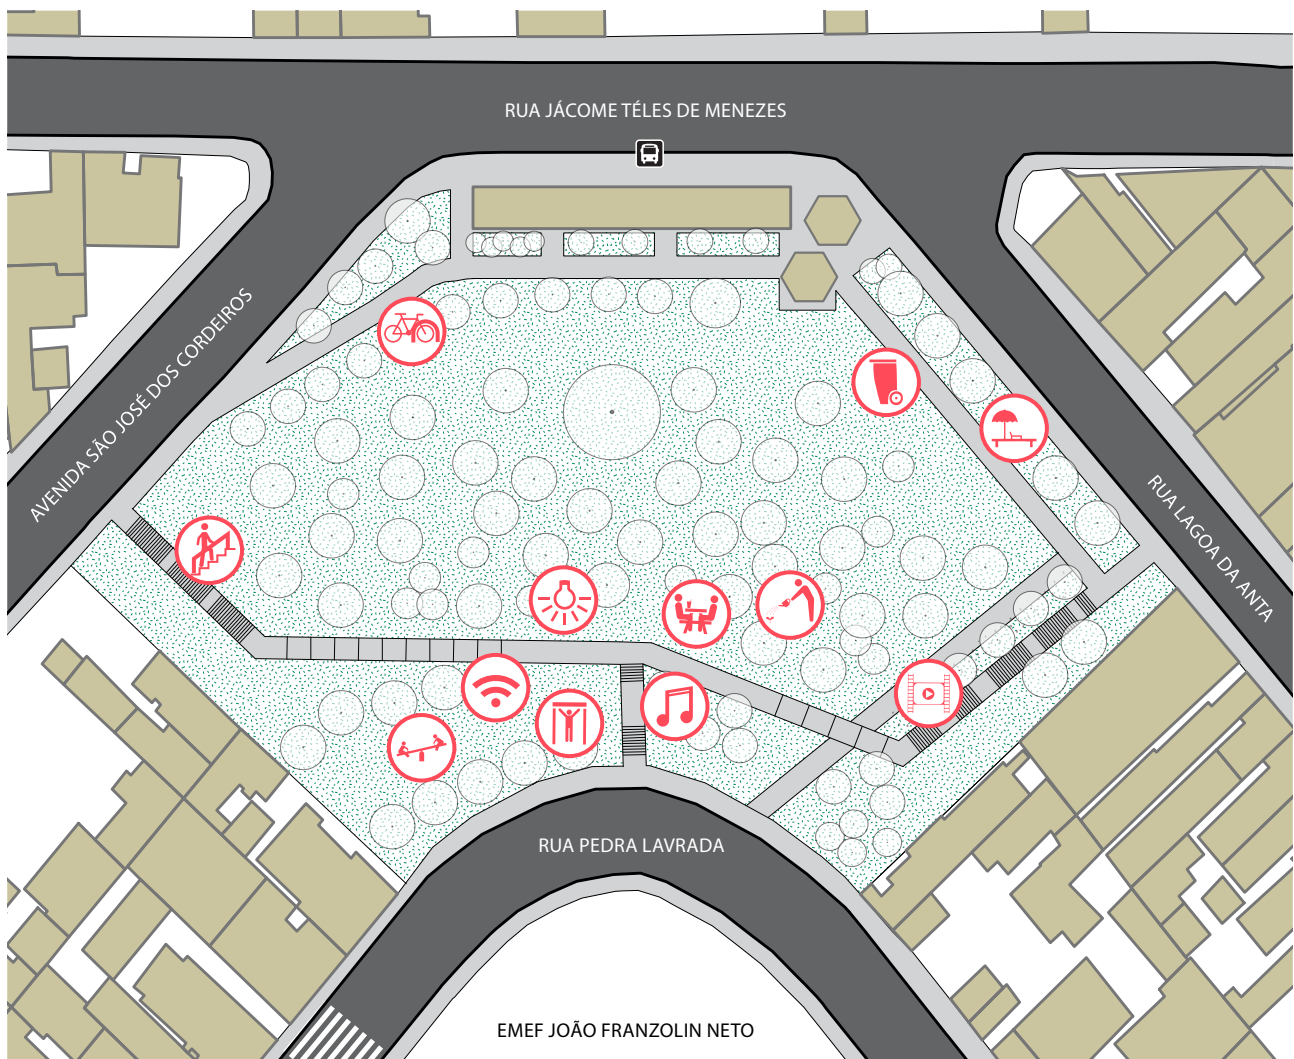 RUA JÁCOME TÉLES DE MENEZES
AVENIDA SÃO JOSÉ DOS CORDEIROS
RUA LAGOA DA ANTA
RUA PEDRA LAVRADA
EMEF JOÃO FRANZOLIN NETO